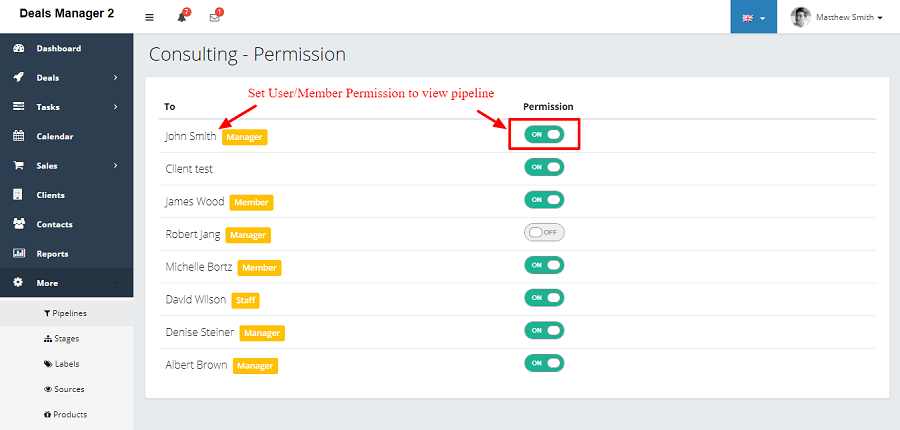 Deals Manager 2
7
1
Matthew Smith
Dashboard
Deals
Tasks
Calendar
Sales
Clients
Contacts
Reports
More
Pipelines
Stages
Labels
Sources
Products
Consulting - Permission
Set User/Member Permission to view pipeline
To Permission
John Smith Manager ON
Client test ON
James Wood Member ON
Robert Jang Manager OFF
Michelle Bortz Member ON
David Wilson Staff ON
Denise Steiner Manager ON
Albert Brown Manager ON